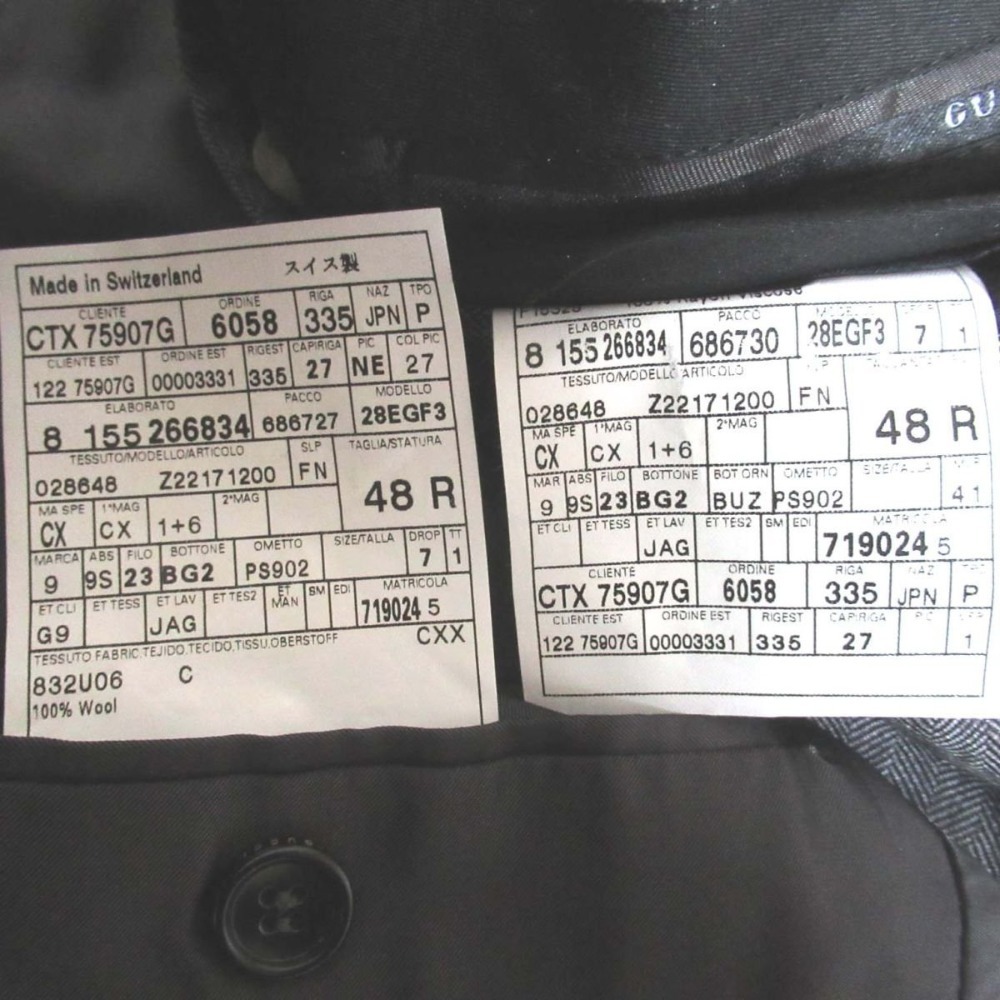 GU
Made in Switzerland スイス製
CLIENTE ORDINE RIGA NAZ TPO
CTX 75907G 6058 335 JPN P
CLIENTE EST ORDINE EST RIGEST CAPIRIGA PIC COL PIC
122 75907G 00003331 335 27 NE 27
ELABORATO PACCO MODELLO
8 155 266834 686727 28EGF3
TESSUTO/MODELLO/ARTICOLO SLP TAGLIA/STATURA
028648 Z22171200 FN 48 R
MA SPE 1°MAG 2°MAG
CX CX 1+6
MARCA ABS FILO BOTTONE OMETTO SIZE/TALLA DROP TT
9 9S 23 BG2 PS902 7 1
ET CLI ET TESS ET LAV ET TES2 ET MAN SM EDI MATRICOLA
G9 JAG 719024 5
TESSUTO FABRIC.TEJIDO.TECIDO.TISSU.OBERSTOFF CXX
832U06 C
100% Wool
ELABORATO PACCO
8 155 266834 686730 28EGF3 7 1
TESSUTO/MODELLO/ARTICOLO
028648 Z22171200 FN 48 R
MA SPE 1°MAG 2°MAG
CX CX 1+6
MAR ABS FILO BOTTONE BOT ORN OMETTO SIZE/TALLA
9 9S 23 BG2 BUZ PS902 4 1
ET CLI ET TESS ET LAV ET TES2 SM EDI MATRICOLA
JAG 719024 5
CLIENTE ORDINE RIGA NAZ TPO
CTX 75907G 6058 335 JPN P
CLIENTE EST ORDINE EST RIGEST CAPIRIGA PIC
122 75907G 00003331 335 27 1